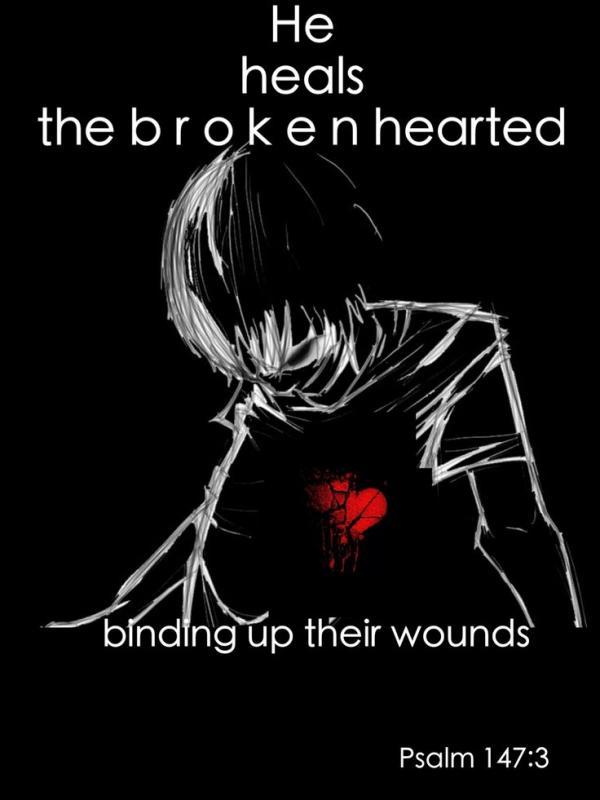 He
heals
the b r o k e n hearted
binding up their wounds
Psalm 147:3